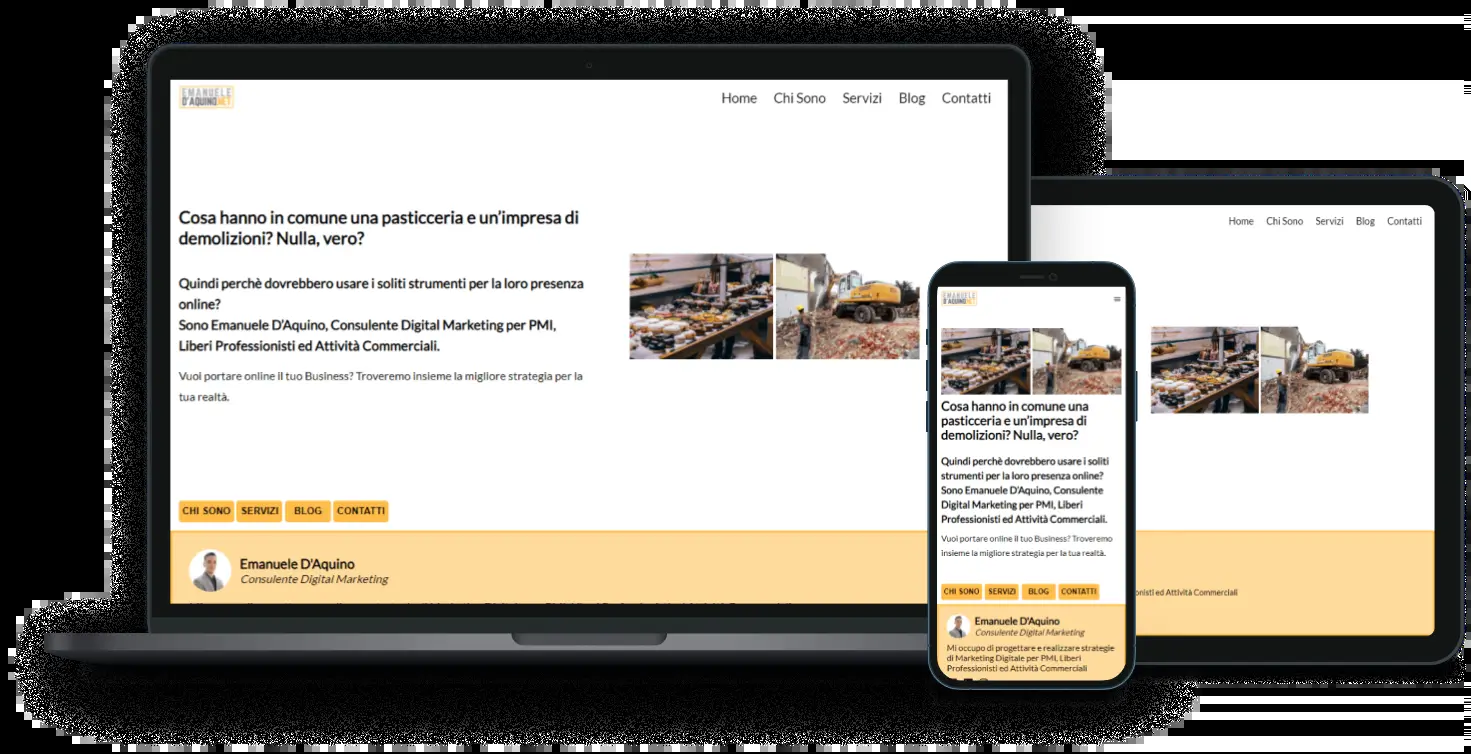 EMANUELE
D'AQUINO.NET
Home Chi Sono Servizi Blog Contatti
Cosa hanno in comune una pasticceria e un'impresa di
demolizioni? Nulla, vero?
Quindi perchè dovrebbero usare i soliti strumenti per la loro presenza
online?
Sono Emanuele D'Aquino, Consulente Digital Marketing per PMI,
Liberi Professionisti ed Attività Commerciali.
Vuoi portare online il tuo Business? Troveremo insieme la migliore strategia per la
tua realtà.
CHI SONO SERVIZI BLOG CONTATTI
Emanuele D'Aquino
Consulente Digital Marketing
EMANUELE
D'AQUINO.NET
Cosa hanno in comune una
pasticceria e un'impresa di
demolizioni? Nulla, vero?
Quindi perchè dovrebbero usare i soliti
strumenti per la loro presenza online?
Sono Emanuele D'Aquino, Consulente
Digital Marketing per PMI, Liberi
Professionisti ed Attività Commerciali.
Vuoi portare online il tuo Business? Troveremo
insieme la migliore strategia per la tua realtà.
CHI SONO SERVIZI BLOG CONTATTI
Emanuele D'Aquino
Consulente Digital Marketing
Mi occupo di progettare e realizzare strategie
di Marketing Digitale per PMI, Liberi
Professionisti ed Attività Commerciali
Home Chi Sono Servizi Blog Contatti
onisti ed Attività Commerciali